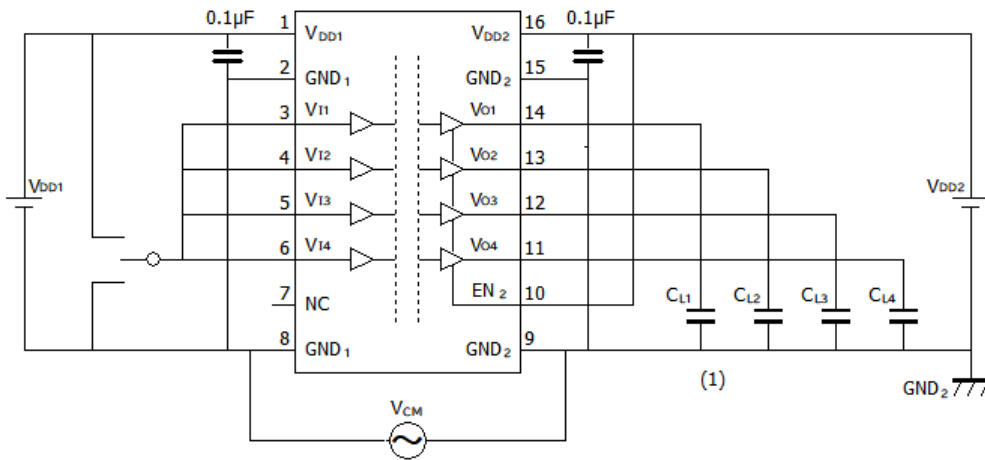 0.1µF
1
16
0.1µF
VDD1
VDD2
2
GND1
GND2
15
3
VI1
VO1
14
4
VI2
VO2
13
VDD1
VDD2
5
VI3
VO3
12
6
VI4
VO4
11
7
NC
EN2
10
CL1
CL2
CL3
CL4
8
GND1
GND2
9
(1)
GND2
VCM